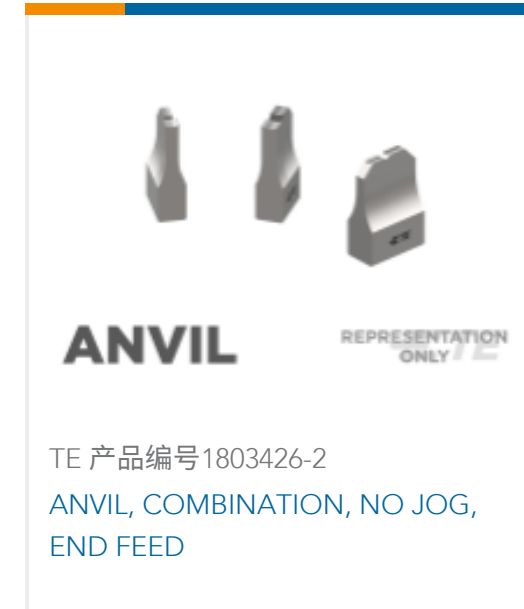 ANVIL
REPRESENTATION
ONLY
TE
TE 产品编号1803426-2
ANVIL, COMBINATION, NO JOG,
END FEED